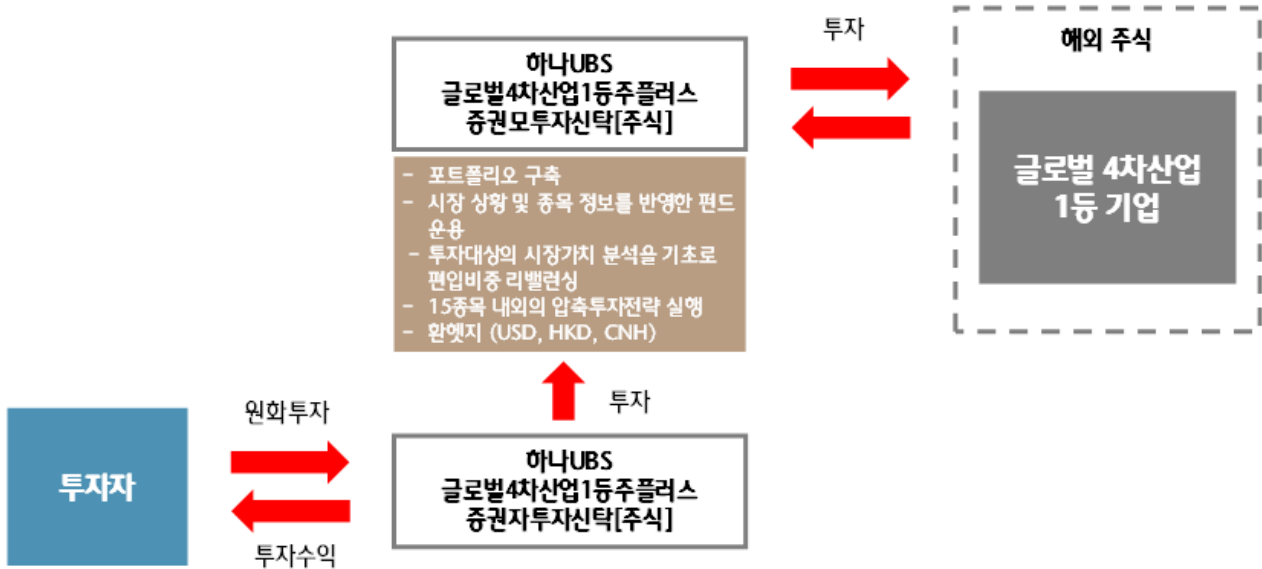 투자
해외 주식
하나UBS
글로벌4차산업1등주플러스
증권모투자신탁[주식]
글로벌 4차산업
1등 기업
- 포트폴리오 구축
- 시장 상황 및 종목 정보를 반영한 펀드
운용
- 투자대상의 시장가치 분석을 기초로
편입비중 리밸런싱
- 15종목 내외의 압축투자전략 실행
- 환헷지 (USD, HKD, CNH)
투자
원화투자
투자자
하나UBS
글로벌4차산업1등주플러스
증권자투자신탁[주식]
투자수익